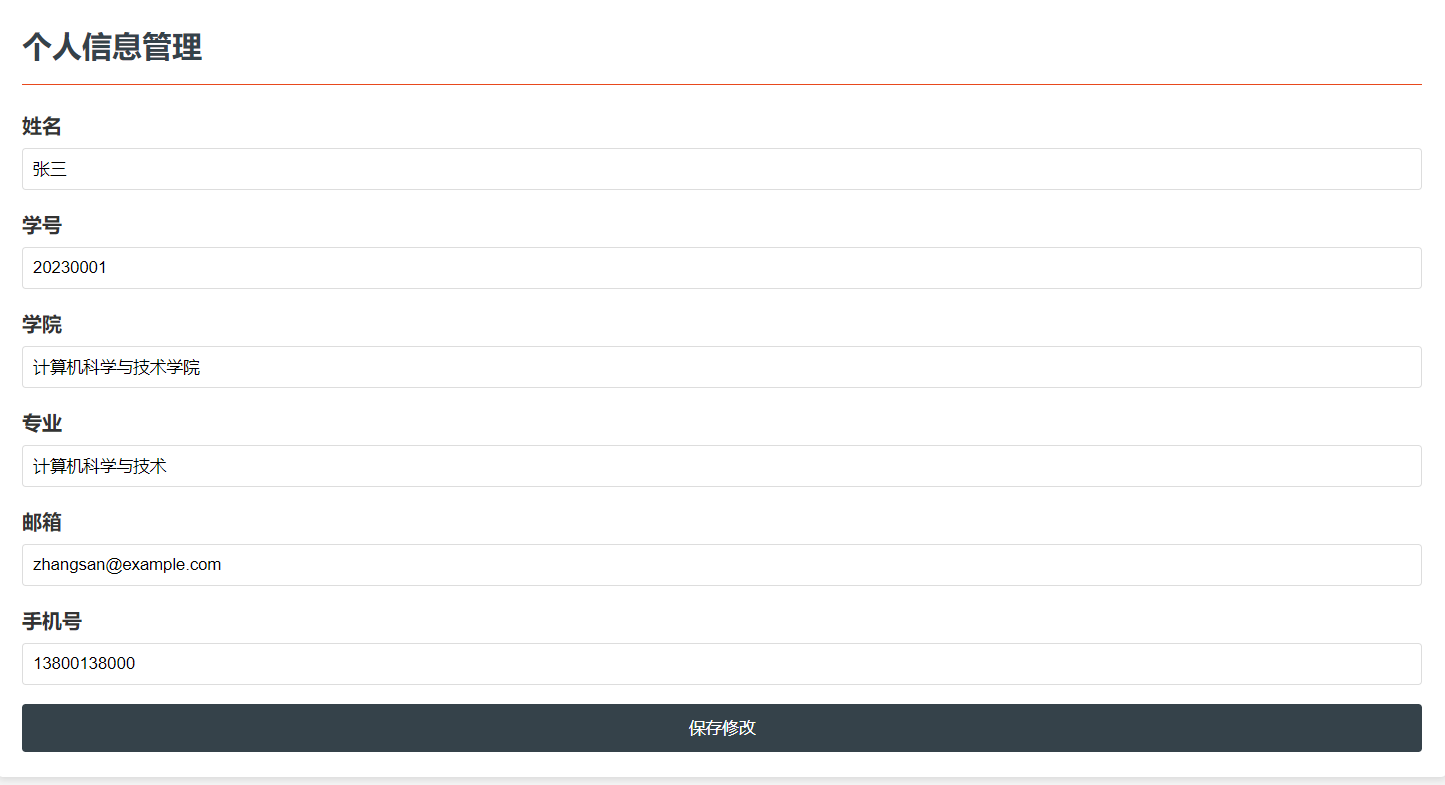 个人信息管理
姓名
张三
学号
20230001
学院
计算机科学与技术学院
专业
计算机科学与技术
邮箱
zhangsan@example.com
手机号
13800138000
保存修改